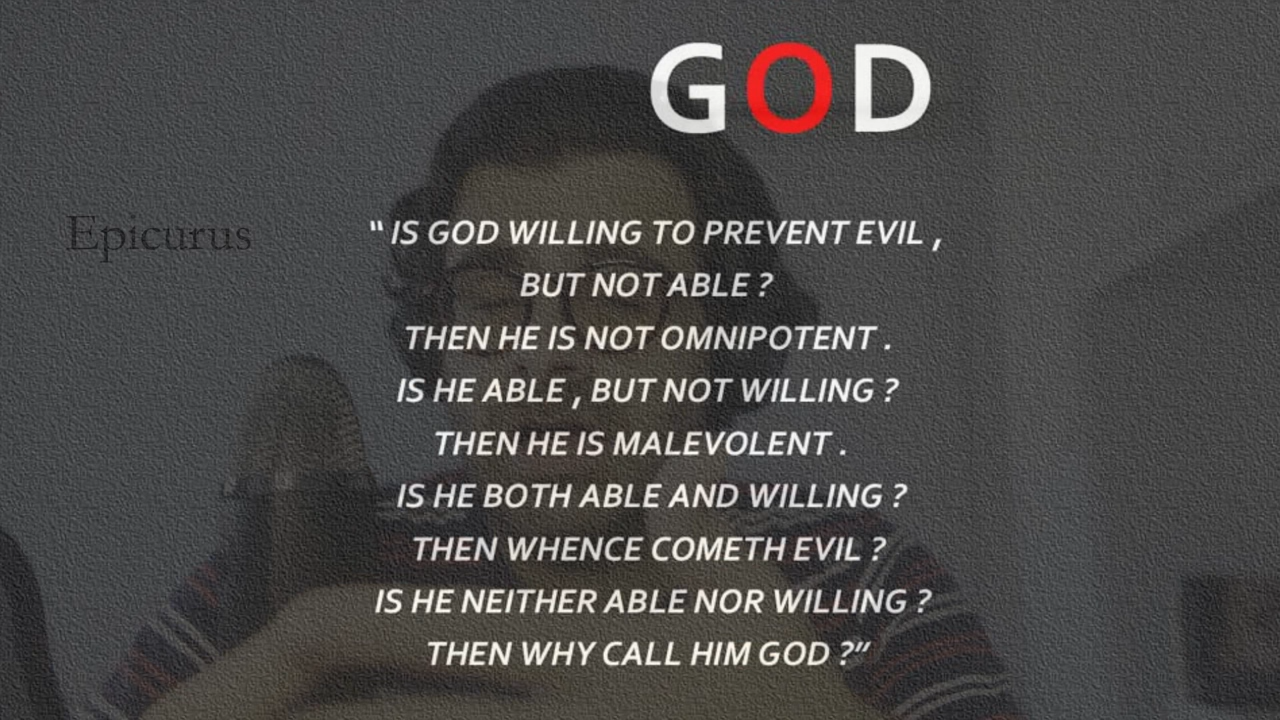 GOD
Epicurus
“ IS GOD WILLING TO PREVENT EVIL ,
BUT NOT ABLE ?
THEN HE IS NOT OMNIPOTENT .
IS HE ABLE , BUT NOT WILLING ?
THEN HE IS MALEVOLENT .
IS HE BOTH ABLE AND WILLING ?
THEN WHENCE COMETH EVIL ?
IS HE NEITHER ABLE NOR WILLING ?
THEN WHY CALL HIM GOD ?”